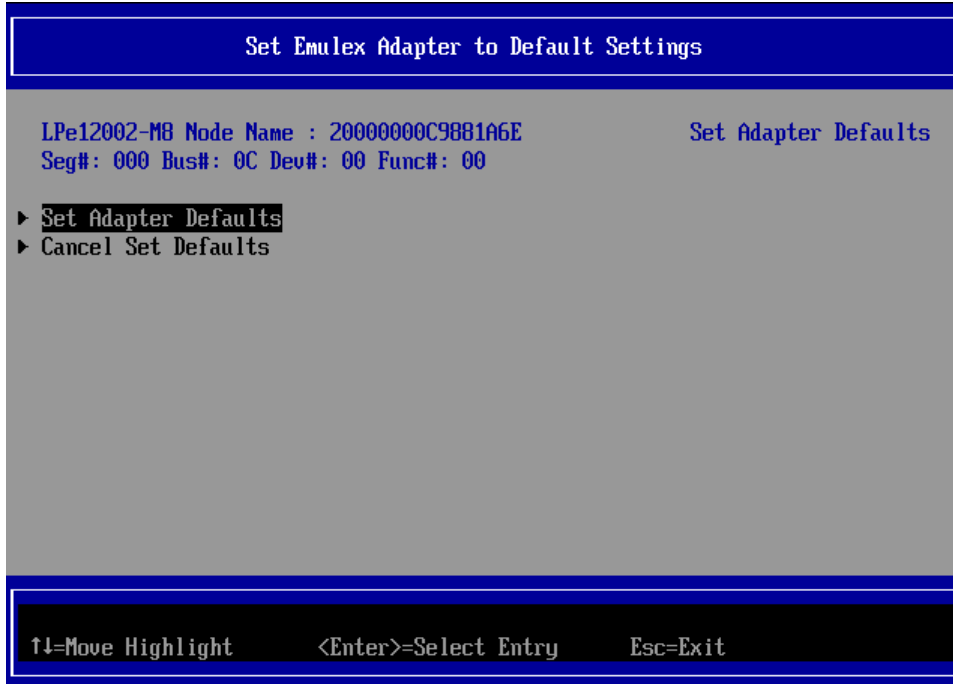 Set Emulex Adapter to Default Settings
LPe12002-M8 Node Name : 20000000C9881A6E Set Adapter Defaults
Seg#: 000 Bus#: 0C Dev#: 00 Func#: 00
▶ Set Adapter Defaults
▶ Cancel Set Defaults
↑↓=Move Highlight <Enter>=Select Entry Esc=Exit